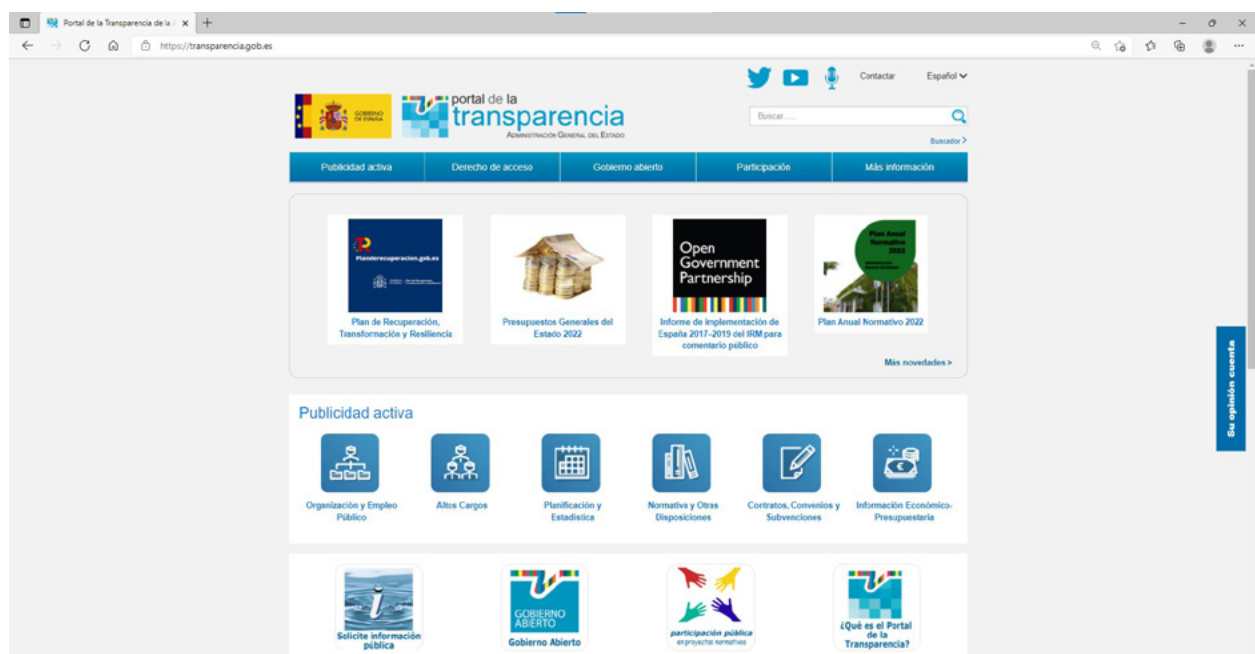 Portal de la Transparencia de la
https://transparencia.gob.es
Contactar
Español
GOBIERNO
DE ESPAÑA
portal de la
transparencia
ADMINISTRACIÓN GENERAL DEL ESTADO
Buscar.....
Buscador >
Publicidad activa
Derecho de acceso
Gobierno abierto
Participación
Más información
Planderecuperacion.gob.es
Open
Government
Partnership
Plan Anual
Normativo
2022
Plan de Recuperación,
Transformación y Resiliencia
Presupuestos Generales del
Estado 2022
Informe de implementación de
España 2017-2019 del IRM para
comentario público
Plan Anual Normativo 2022
Más novedades >
Su opinión cuenta
Publicidad activa
Organización y Empleo
Público
Altos Cargos
Planificación y
Estadística
Normativa y Otras
Disposiciones
Contratos, Convenios y
Subvenciones
Información Económico-
Presupuestaria
i
Solicite información
pública
GOBIERNO
ABIERTO
Gobierno Abierto
participación pública
en proyectos normativos
¿Qué es el Portal
de la
Transparencia?